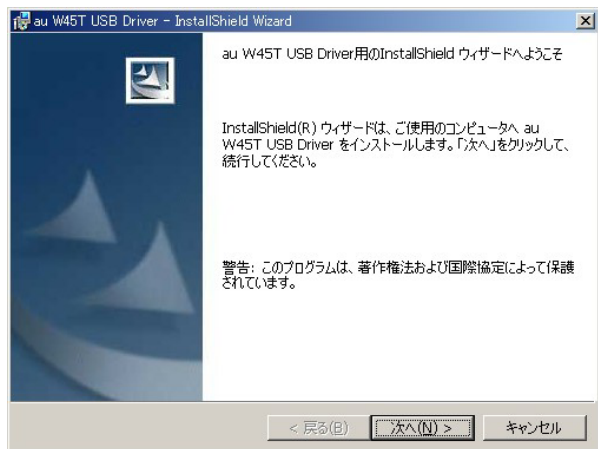 au W45T USB Driver - InstallShield Wizard
au W45T USB Driver用のInstallShield ウィザードへようこそ
InstallShield(R) ウィザードは、ご使用のコンピュータへ au
W45T USB Driver をインストールします。「次へ」をクリックして、
続行してください。
警告: このプログラムは、著作権法および国際協定によって保護
されています。
< 戻る(B)
次へ(N) >
キャンセル